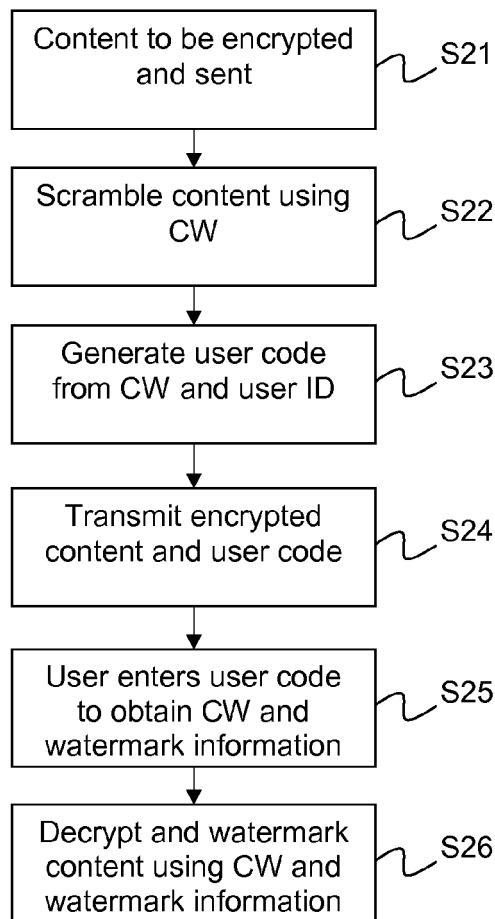 Content to be encrypted
and sent
S21
Scramble content using
CW
S22
Generate user code
from CW and user ID
S23
Transmit encrypted
content and user code
S24
User enters user code
to obtain CW and
watermark information
S25
Decrypt and watermark
content using CW and
watermark information
S26